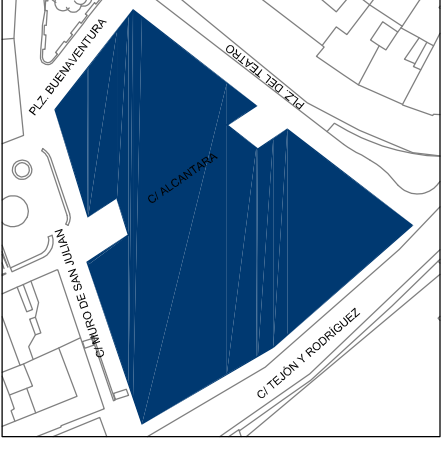 PLZ. BUENAVENTURA
PLZ. DEL TEATRO
C/ ALCANTARA
C/ MURO DE SAN JULIAN
C/ TEJÓN Y RODRÍGUEZ